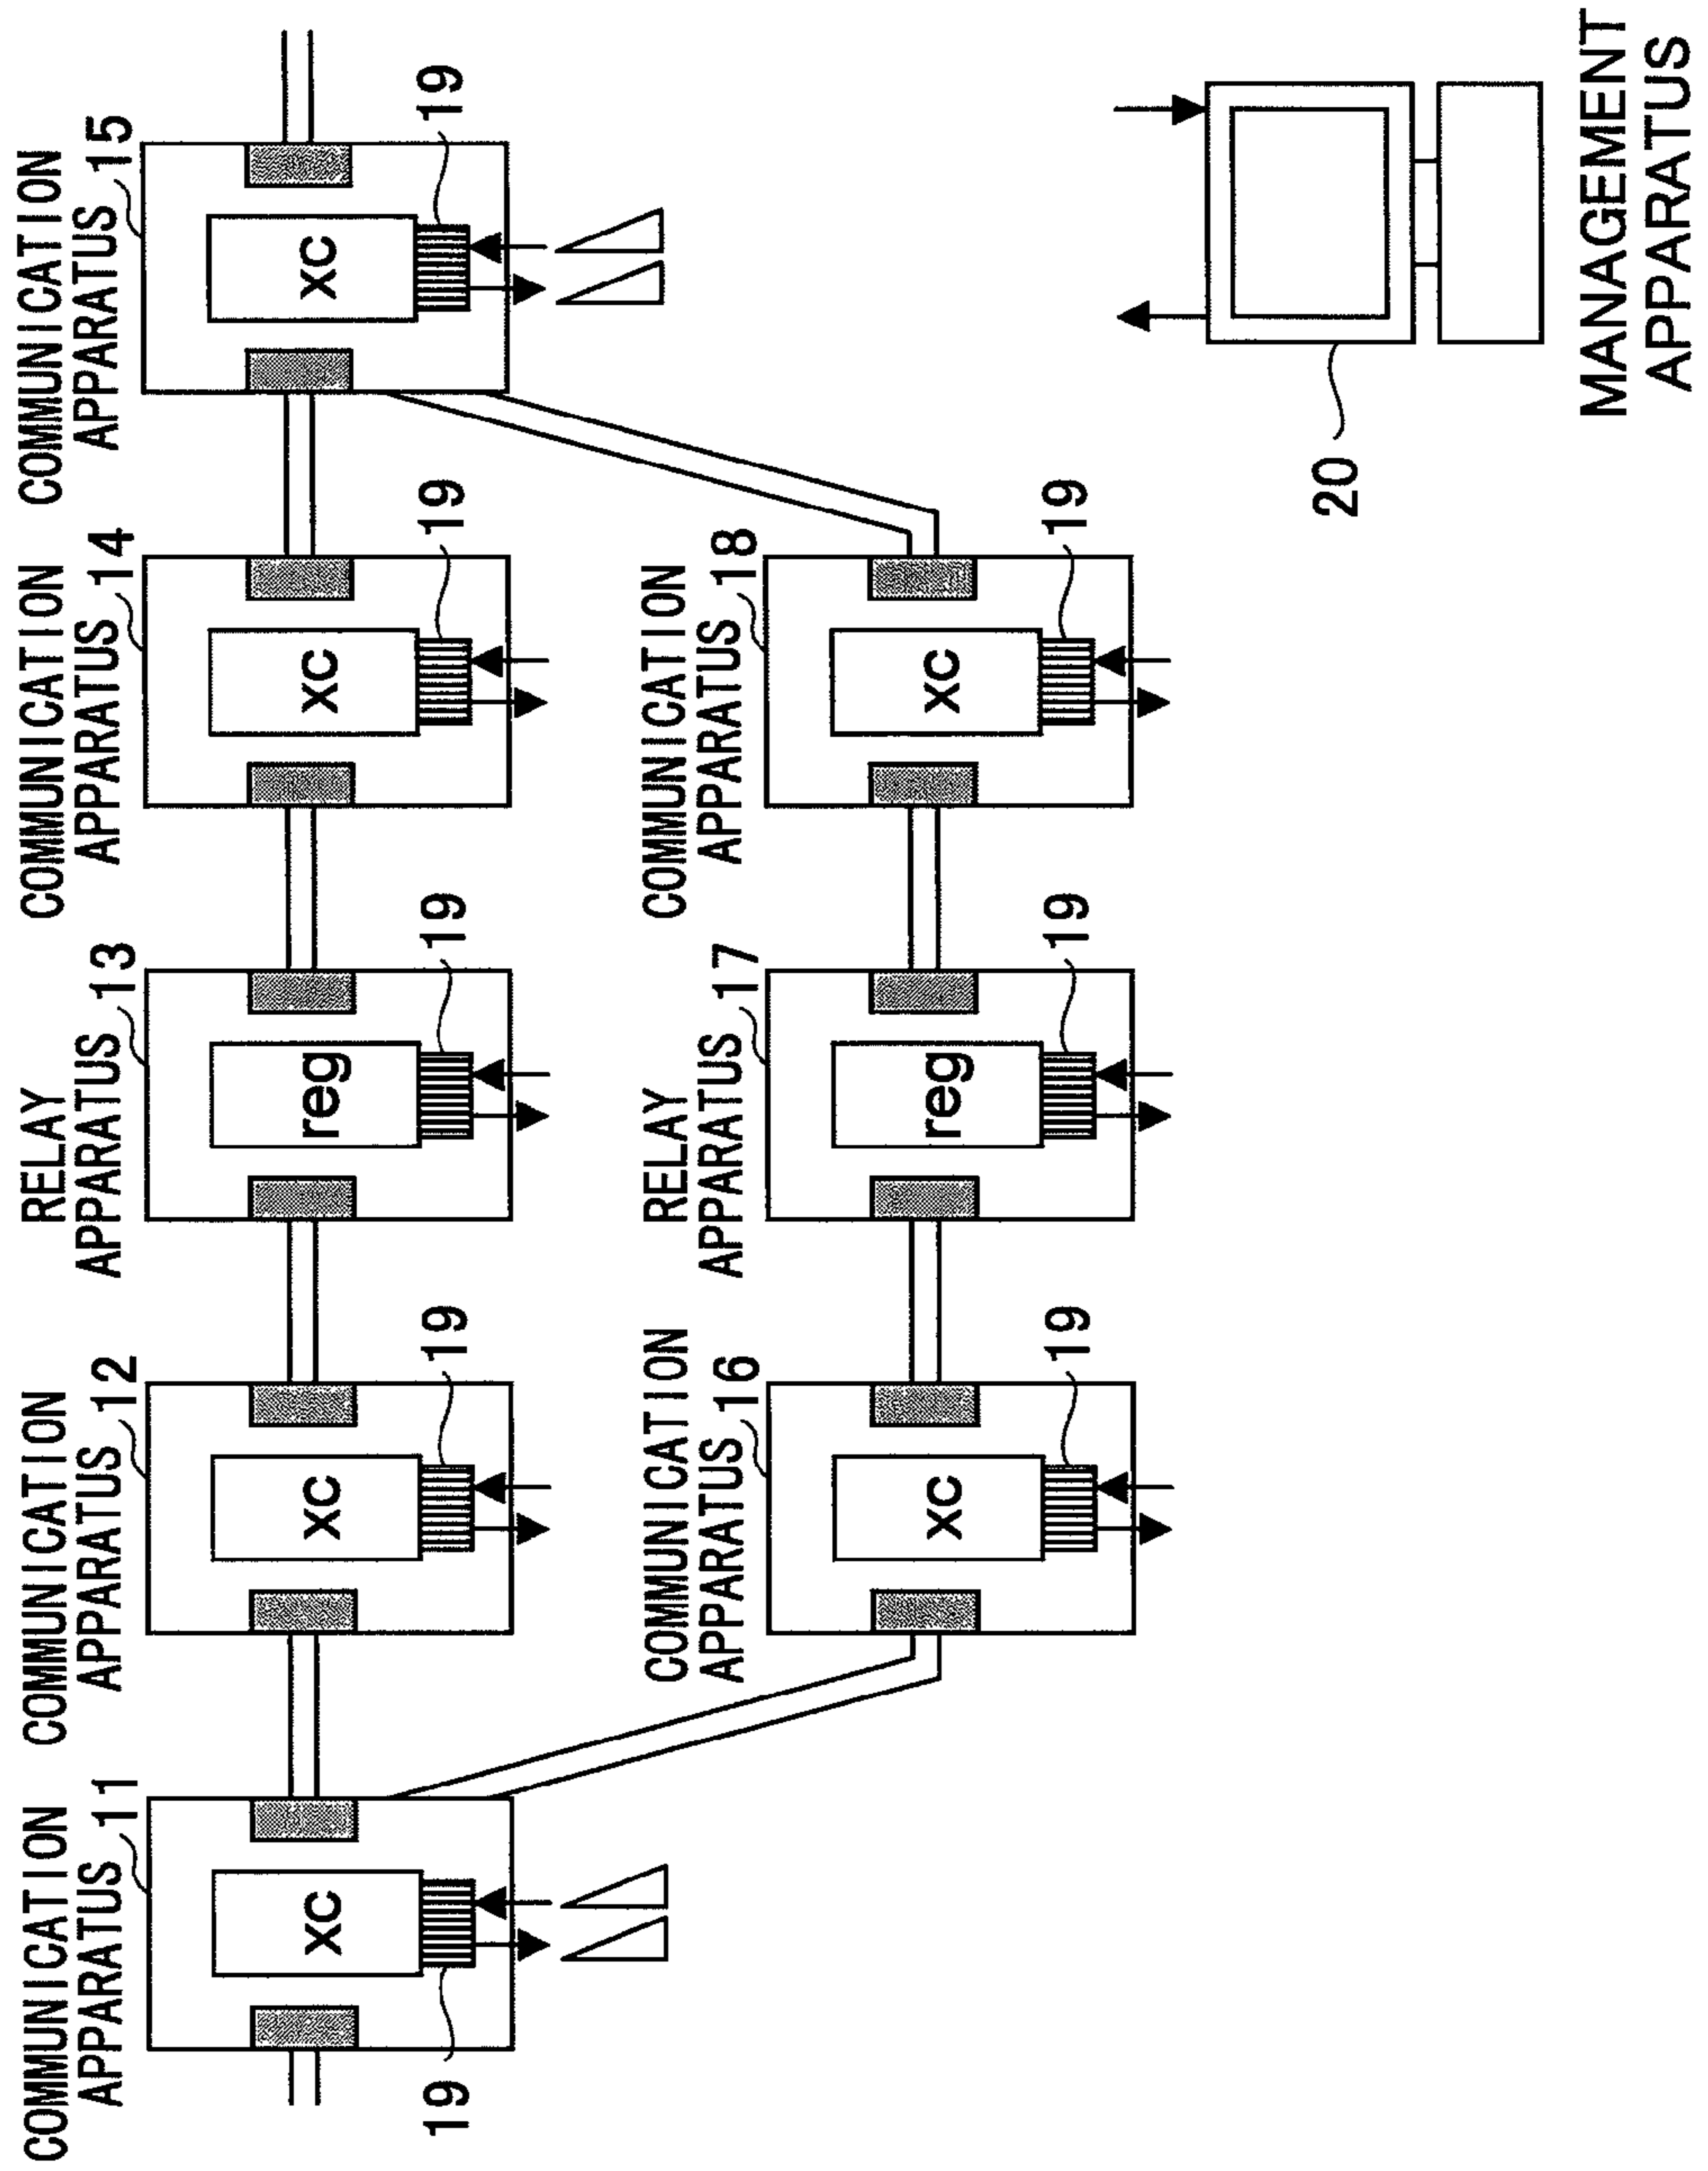 COMMUNICATION
APPARATUS 11
XC
19
COMMUNICATION
APPARATUS 12
XC
19
RELAY
APPARATUS 13
reg
19
COMMUNICATION
APPARATUS 14
XC
19
COMMUNICATION
APPARATUS 15
XC
19
COMMUNICATION
APPARATUS 16
XC
19
RELAY
APPARATUS 17
reg
19
COMMUNICATION
APPARATUS 18
XC
19
20
MANAGEMENT
APPARATUS